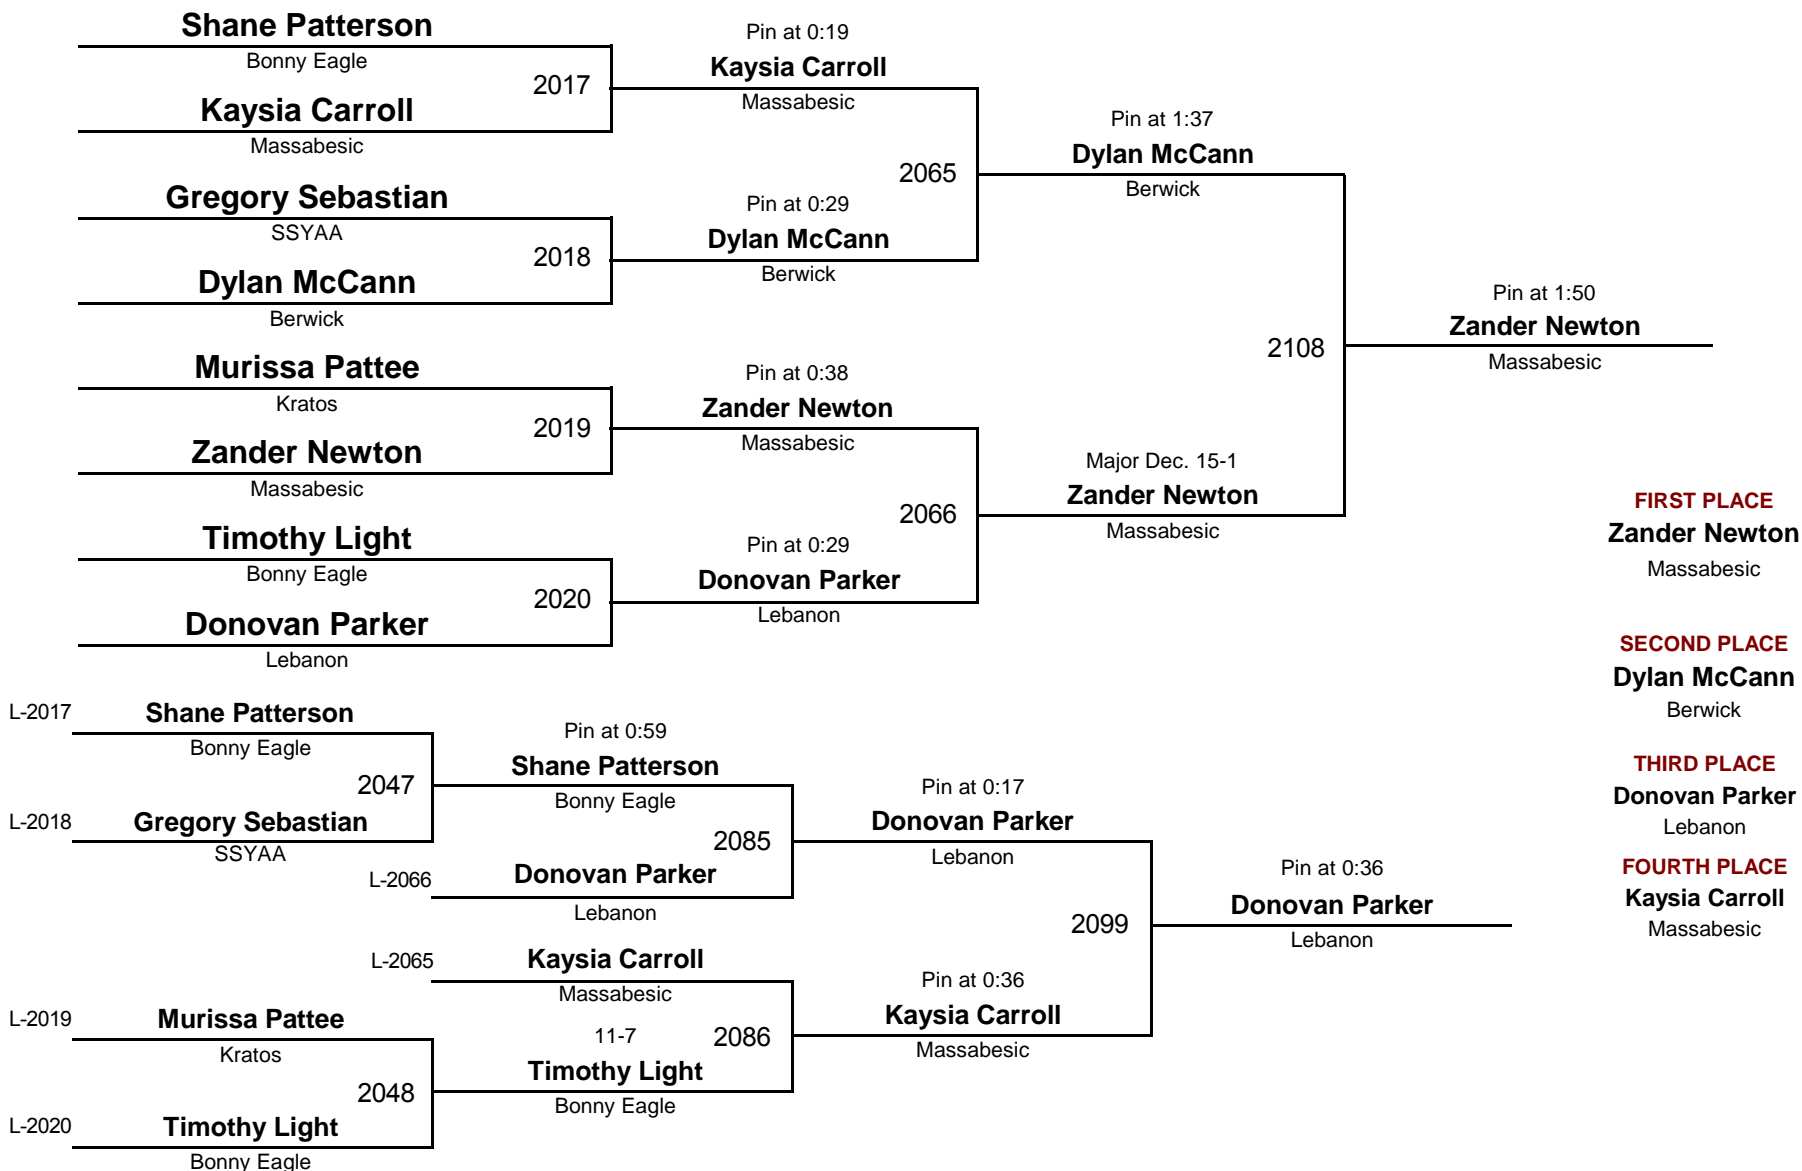 Shane Patterson
Bonny Eagle
2017
Kaysia Carroll
Massabesic
Pin at 0:19
Kaysia Carroll
Massabesic
Gregory Sebastian
SSYAA
2018
Dylan McCann
Berwick
Pin at 0:29
Dylan McCann
Berwick
2065
Pin at 1:37
Dylan McCann
Berwick
Murissa Pattee
Kratos
2019
Zander Newton
Massabesic
Pin at 0:38
Zander Newton
Massabesic
Timothy Light
Bonny Eagle
2020
Donovan Parker
Lebanon
Pin at 0:29
Donovan Parker
Lebanon
2066
Major Dec. 15-1
Zander Newton
Massabesic
2108
Pin at 1:50
Zander Newton
Massabesic
FIRST PLACE
Zander Newton
Massabesic
SECOND PLACE
Dylan McCann
Berwick
THIRD PLACE
Donovan Parker
Lebanon
FOURTH PLACE
Kaysia Carroll
Massabesic
L-2017
Shane Patterson
Bonny Eagle
2047
L-2018
Gregory Sebastian
SSYAA
Pin at 0:59
Shane Patterson
Bonny Eagle
2085
L-2066
Donovan Parker
Lebanon
Pin at 0:17
Donovan Parker
Lebanon
L-2065
Kaysia Carroll
Massabesic
L-2019
Murissa Pattee
Kratos
2048
L-2020
Timothy Light
Bonny Eagle
11-7
Timothy Light
Bonny Eagle
2086
Pin at 0:36
Kaysia Carroll
Massabesic
2099
Pin at 0:36
Donovan Parker
Lebanon